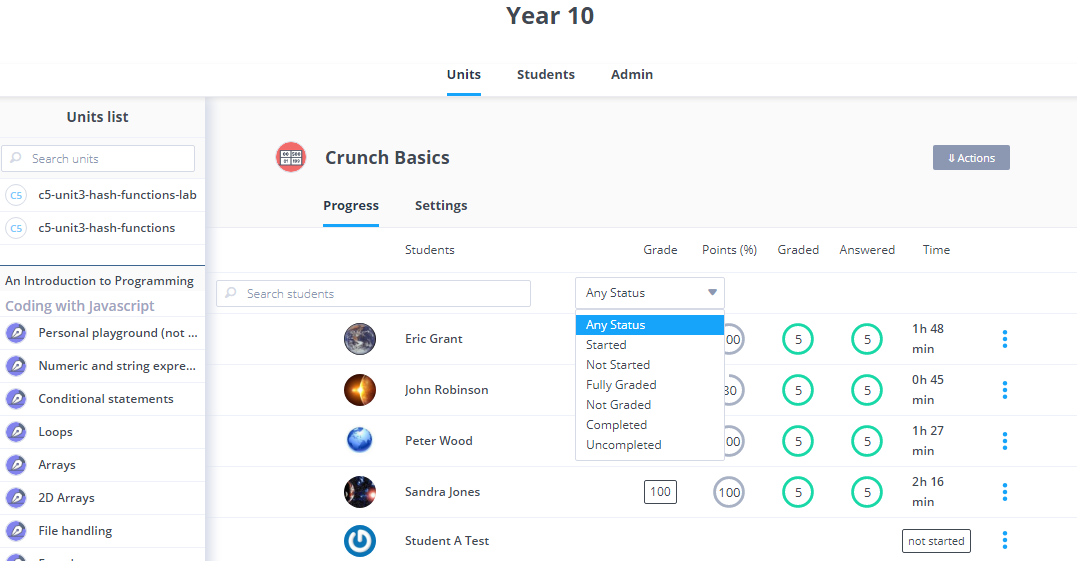 Year 10
Units Students Admin
Units list
Search units
C5 c5-unit3-hash-functions-lab
C5 c5-unit3-hash-functions
An Introduction to Programming
Coding with Javascript
Personal playground (not ...
Numeric and string expre...
Conditional statements
Loops
Arrays
2D Arrays
File handling
Crunch Basics
⇓ Actions
Progress Settings
Students Grade Points (%) Graded Answered Time
Search students
Any Status
Any Status
Started
Not Started
Fully Graded
Not Graded
Completed
Uncompleted
Eric Grant 5 5 1h 48 min
John Robinson 5 5 0h 45 min
Peter Wood 5 5 1h 27 min
Sandra Jones 100 100 5 5 2h 16 min
Student A Test not started